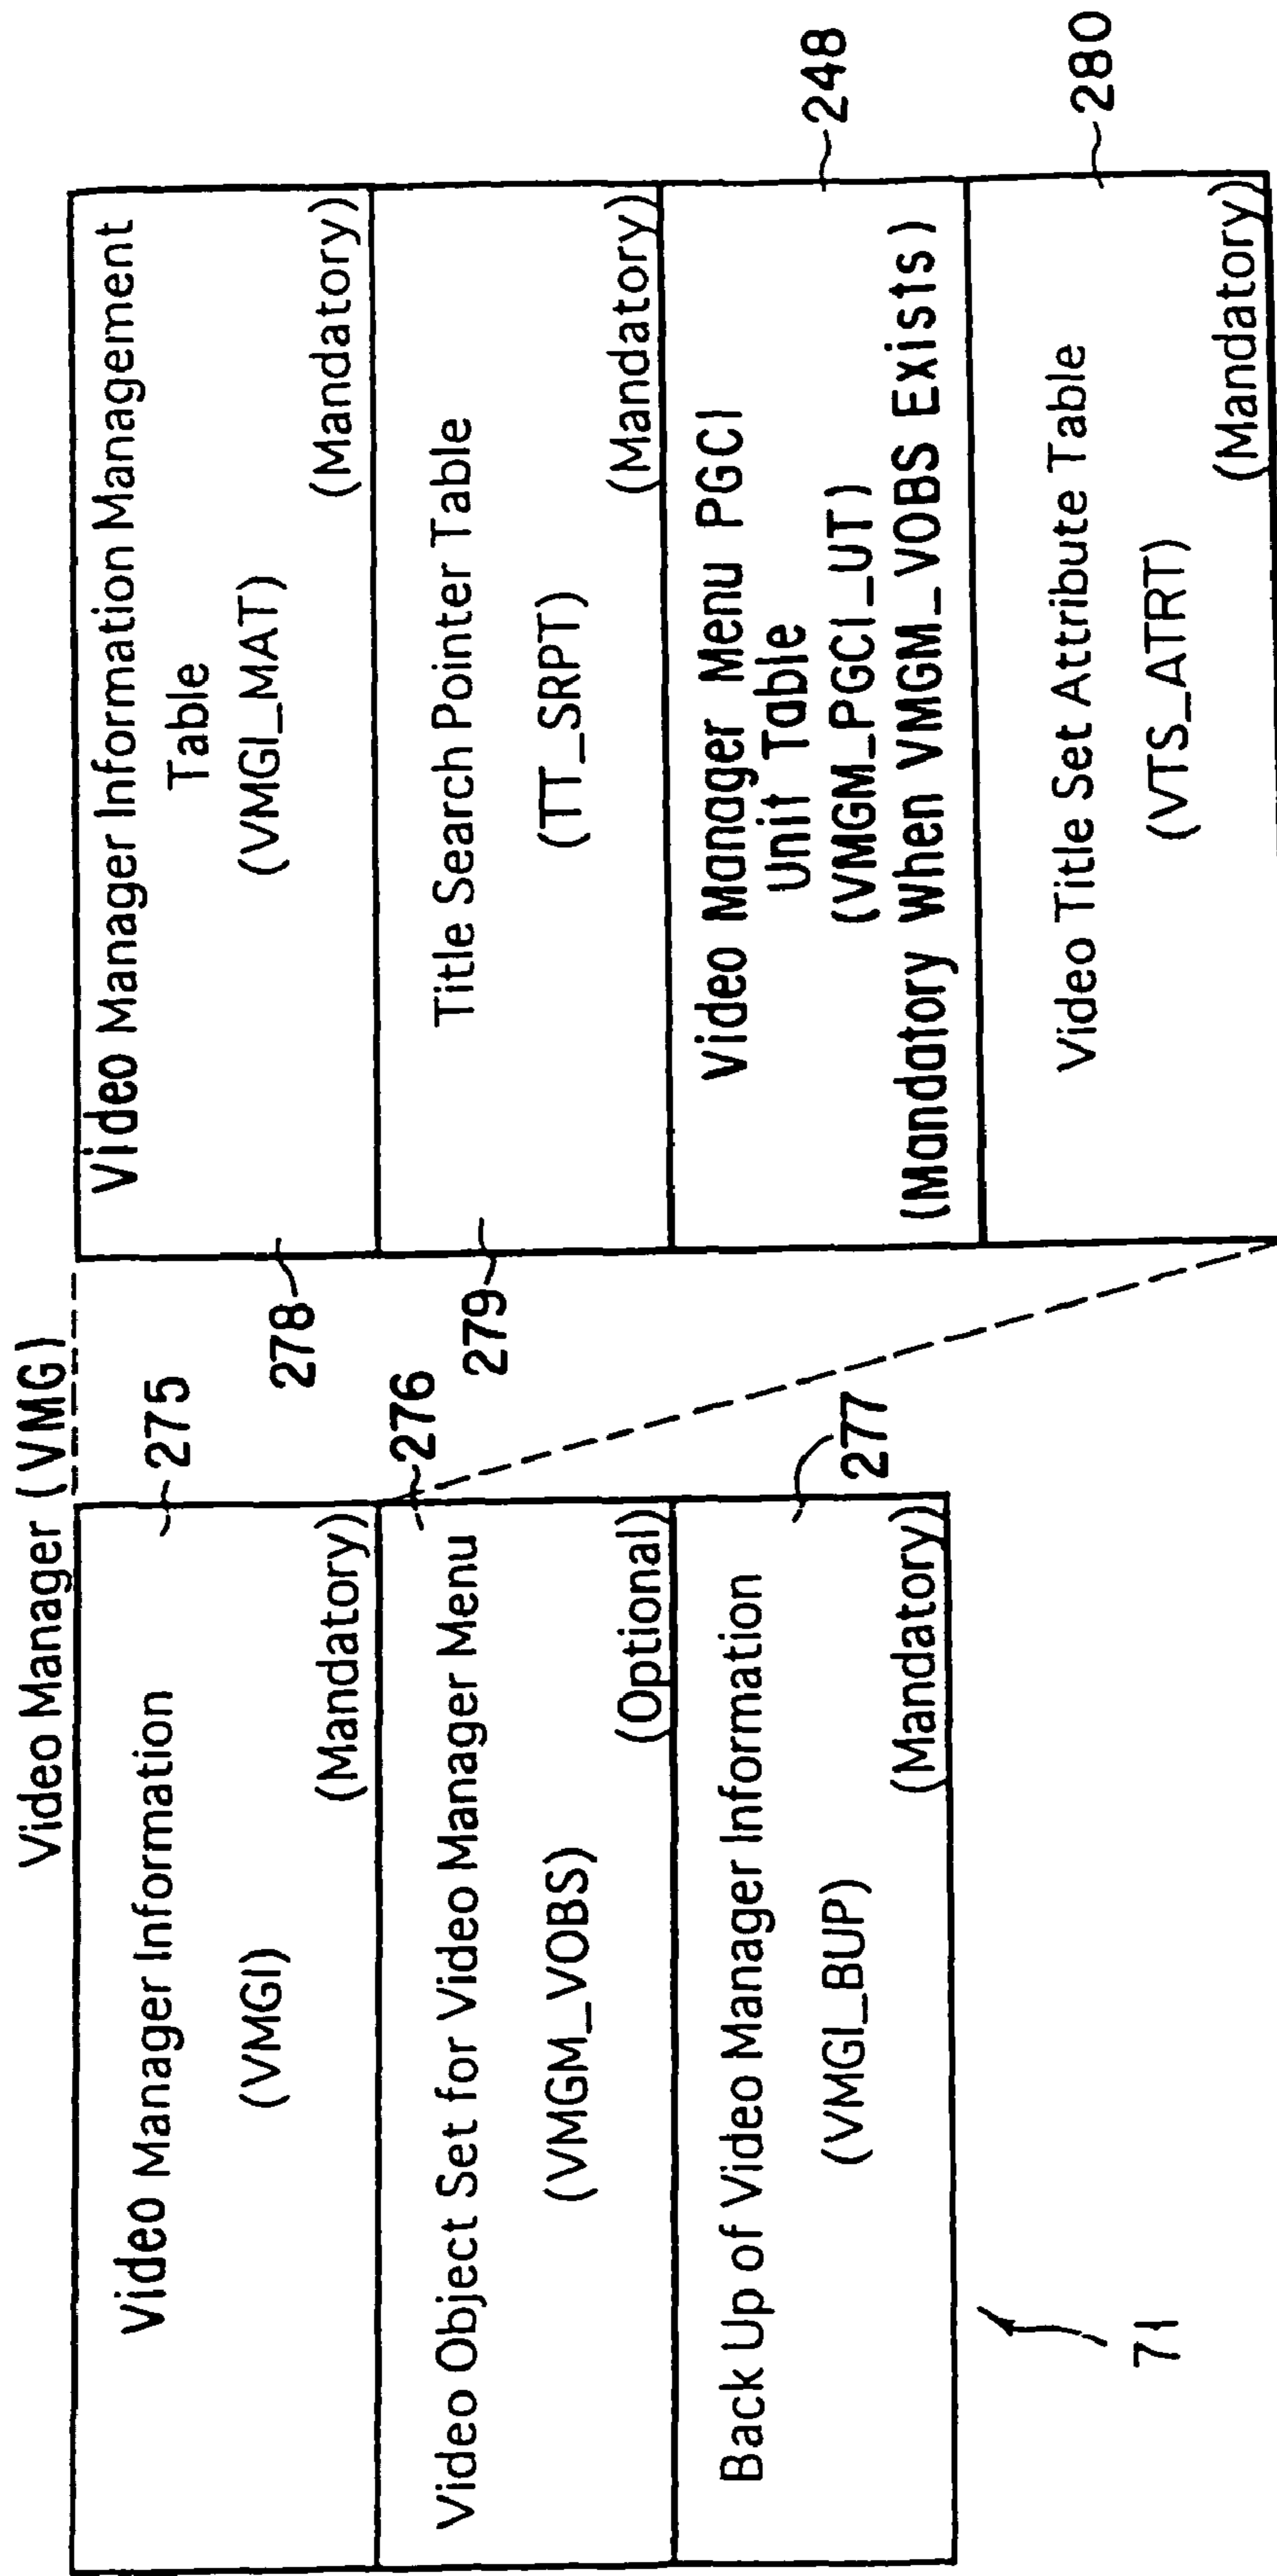 Video Manager (VMG)
Video Manager Information
(VMGI)
(Mandatory)
275
Video Object Set for Video Manager Menu
(VMGM_VOBS)
(Optional)
276
Back Up of Video Manager Information
(VMGI_BUP)
(Mandatory)
277
71
Video Manager Information Management
Table
(VMGI_MAT)
(Mandatory)
278
Title Search Pointer Table
(TT_SRPT)
(Mandatory)
279
Video Manager Menu PGCI
Unit Table
(VMGM_PGCI_UT)
(Mandatory When VMGM_VOBS Exists)
248
Video Title Set Attribute Table
(VTS_ATRT)
(Mandatory)
280